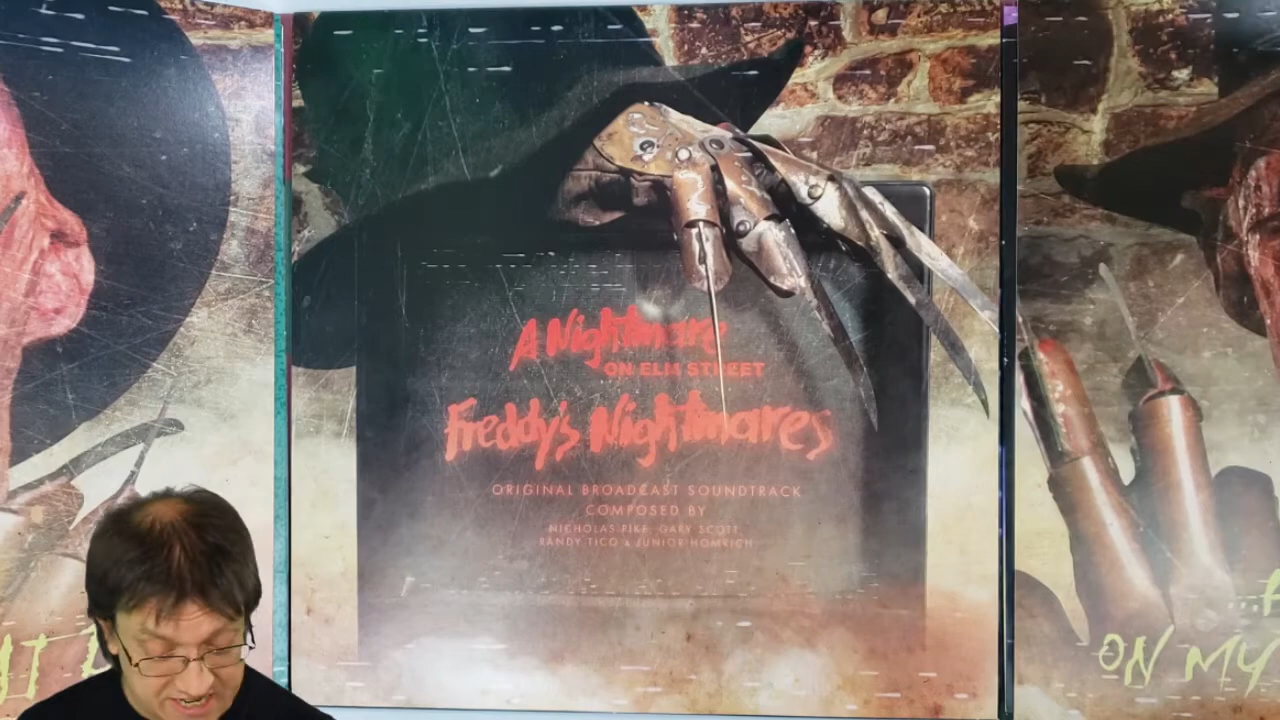 A Nightmare
ON ELM STREET
Freddy's Nightmares
ORIGINAL BROADCAST SOUNDTRACK
COMPOSED BY
NICHOLAS PIKE, GARY SCOTT,
RANDY TICO & JUNIOR HOMRICH
IT
ON MY